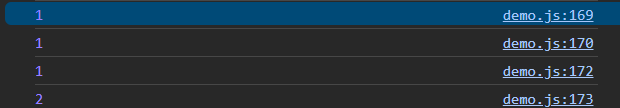 1 demo.js:169
1 demo.js:170
1 demo.js:172
2 demo.js:173